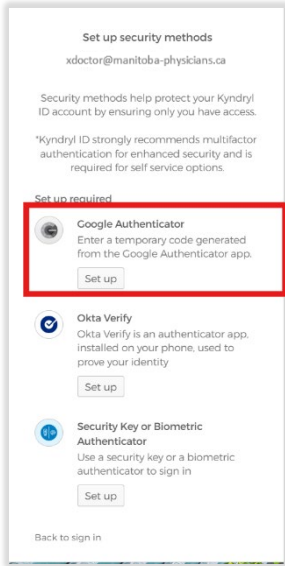 Set up security methods
xdoctor@manitoba-physicians.ca
Security methods help protect your Kyndryl
ID account by ensuring only you have access.
*Kyndryl ID strongly recommends multifactor
authentication for enhanced security and is
required for self service options.
Set up required
Google Authenticator
Enter a temporary code generated
from the Google Authenticator app.
Set up
Okta Verify
Okta Verify is an authenticator app,
installed on your phone, used to
prove your identity
Set up
Security Key or Biometric
Authenticator
Use a security key or a biometric
authenticator to sign in
Set up
Back to sign in